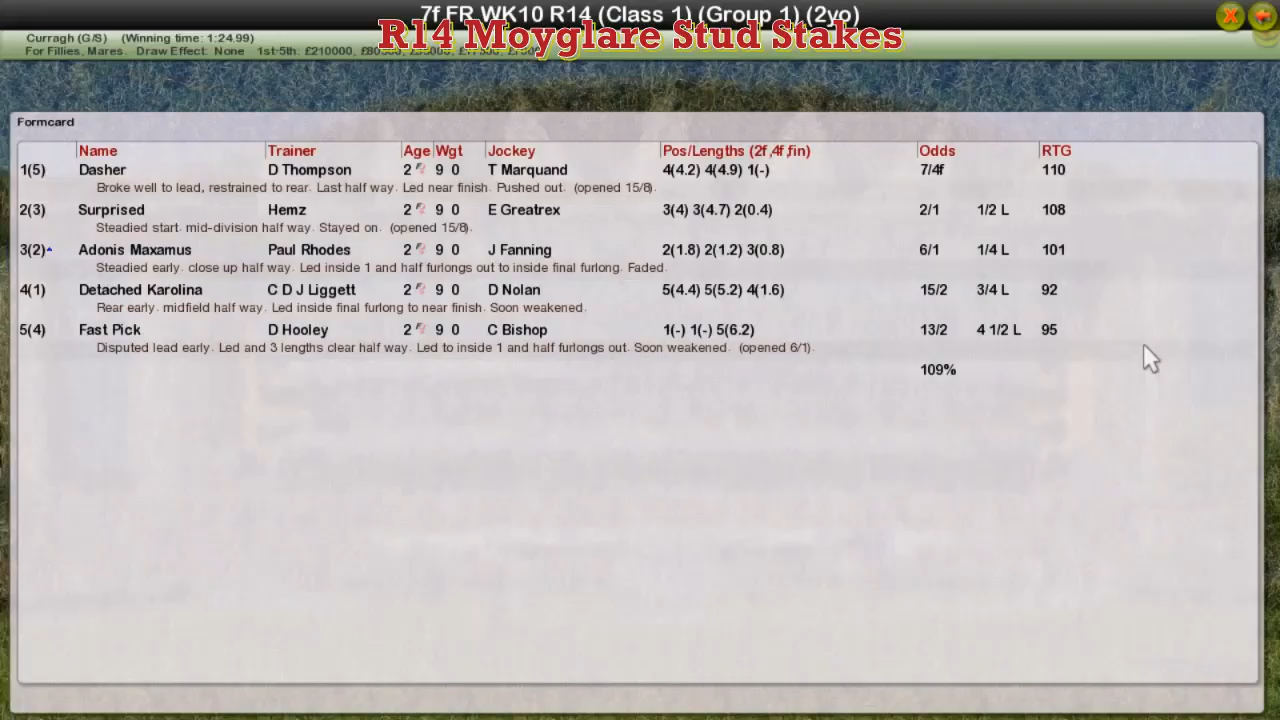 7f FR WK10 R14 (Class 1) (Group 1) (2yo)
R14 Moyglare Stud Stakes
Curragh (G/S) (Winning time: 1:24.99)
For Fillies, Mares. Draw Effect: None 1st-5th: £210000,
Formcard
Name Trainer Age Wgt Jockey Pos/Lengths (2f,4f,fin) Odds RTG
1(5) Dasher D Thompson 2 9 0 T Marquand 4(4.2) 4(4.9) 1(-) 7/4f 110
Broke well to lead, restrained to rear. Last half way. Led near finish. Pushed out. (opened 15/8).
2(3) Surprised Hemz 2 9 0 E Greatrex 3(4) 3(4.7) 2(0.4) 2/1 1/2 L 108
Steadied start. mid-division half way. Stayed on. (opened 15/8).
3(2) Adonis Maxamus Paul Rhodes 2 9 0 J Fanning 2(1.8) 2(1.2) 3(0.8) 6/1 1/4 L 101
Steadied early. close up half way. Led inside 1 and half furlongs out to inside final furlong. Faded.
4(1) Detached Karolina C D J Liggett 2 9 0 D Nolan 5(4.4) 5(5.2) 4(1.6) 15/2 3/4 L 92
Rear early. midfield half way. Led inside final furlong to near finish. Soon weakened.
5(4) Fast Pick D Hooley 2 9 0 C Bishop 1(-) 1(-) 5(6.2) 13/2 4 1/2 L 95
Disputed lead early. Led and 3 lengths clear half way. Led to inside 1 and half furlongs out. Soon weakened. (opened 6/1).
109%